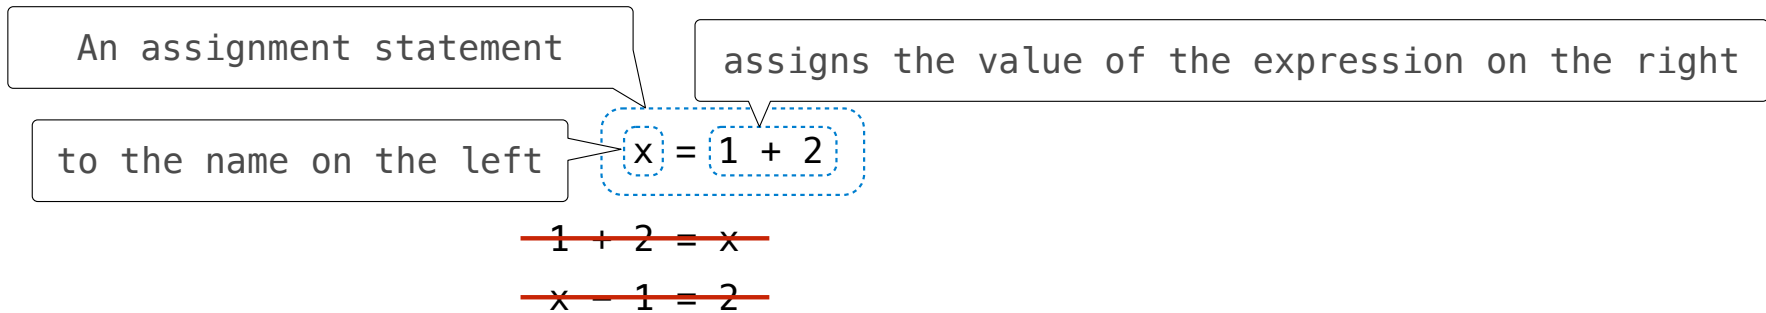 An assignment statement
assigns the value of the expression on the right
to the name on the left
x = 1 + 2
1 + 2 = x
x - 1 = 2